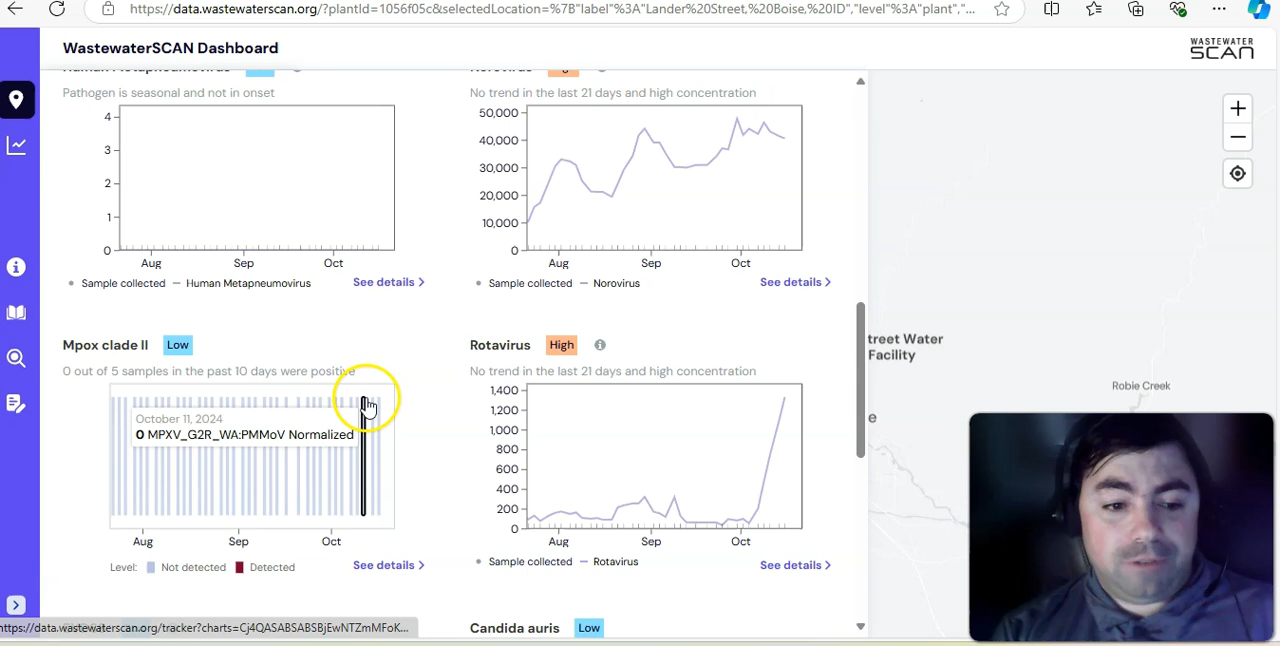 https://data.wastewaterscan.org/?plantId=1056f05c&selectedLocation=%7B"label"%3A"Lander%20Street,%20Boise,%20ID","level"%3A"plant","...
WastewaterSCAN Dashboard
WASTEWATER
SCAN
Human Metapneumovirus
Norovirus High
Pathogen is seasonal and not in onset
No trend in the last 21 days and high concentration
4
3
2
1
0
Aug Sep Oct
Sample collected Human Metapneumovirus
See details >
50,000
40,000
30,000
20,000
10,000
0
Aug Sep Oct
Sample collected Norovirus
See details >
Mpox clade II Low
0 out of 5 samples in the past 10 days were positive
October 11, 2024
0 MPXV_G2R_WA:PMMoV Normalized
Aug Sep Oct
Level: Not detected Detected
See details >
Rotavirus High
No trend in the last 21 days and high concentration
1,400
1,200
1,000
800
600
400
200
0
Aug Sep Oct
Sample collected Rotavirus
See details >
Candida auris Low
treet Water
Facility
Robie Creek
e
https://data.wastewaterscan.org/tracker?charts=Cj4QASABSABSBjEwNTZmMFoK...